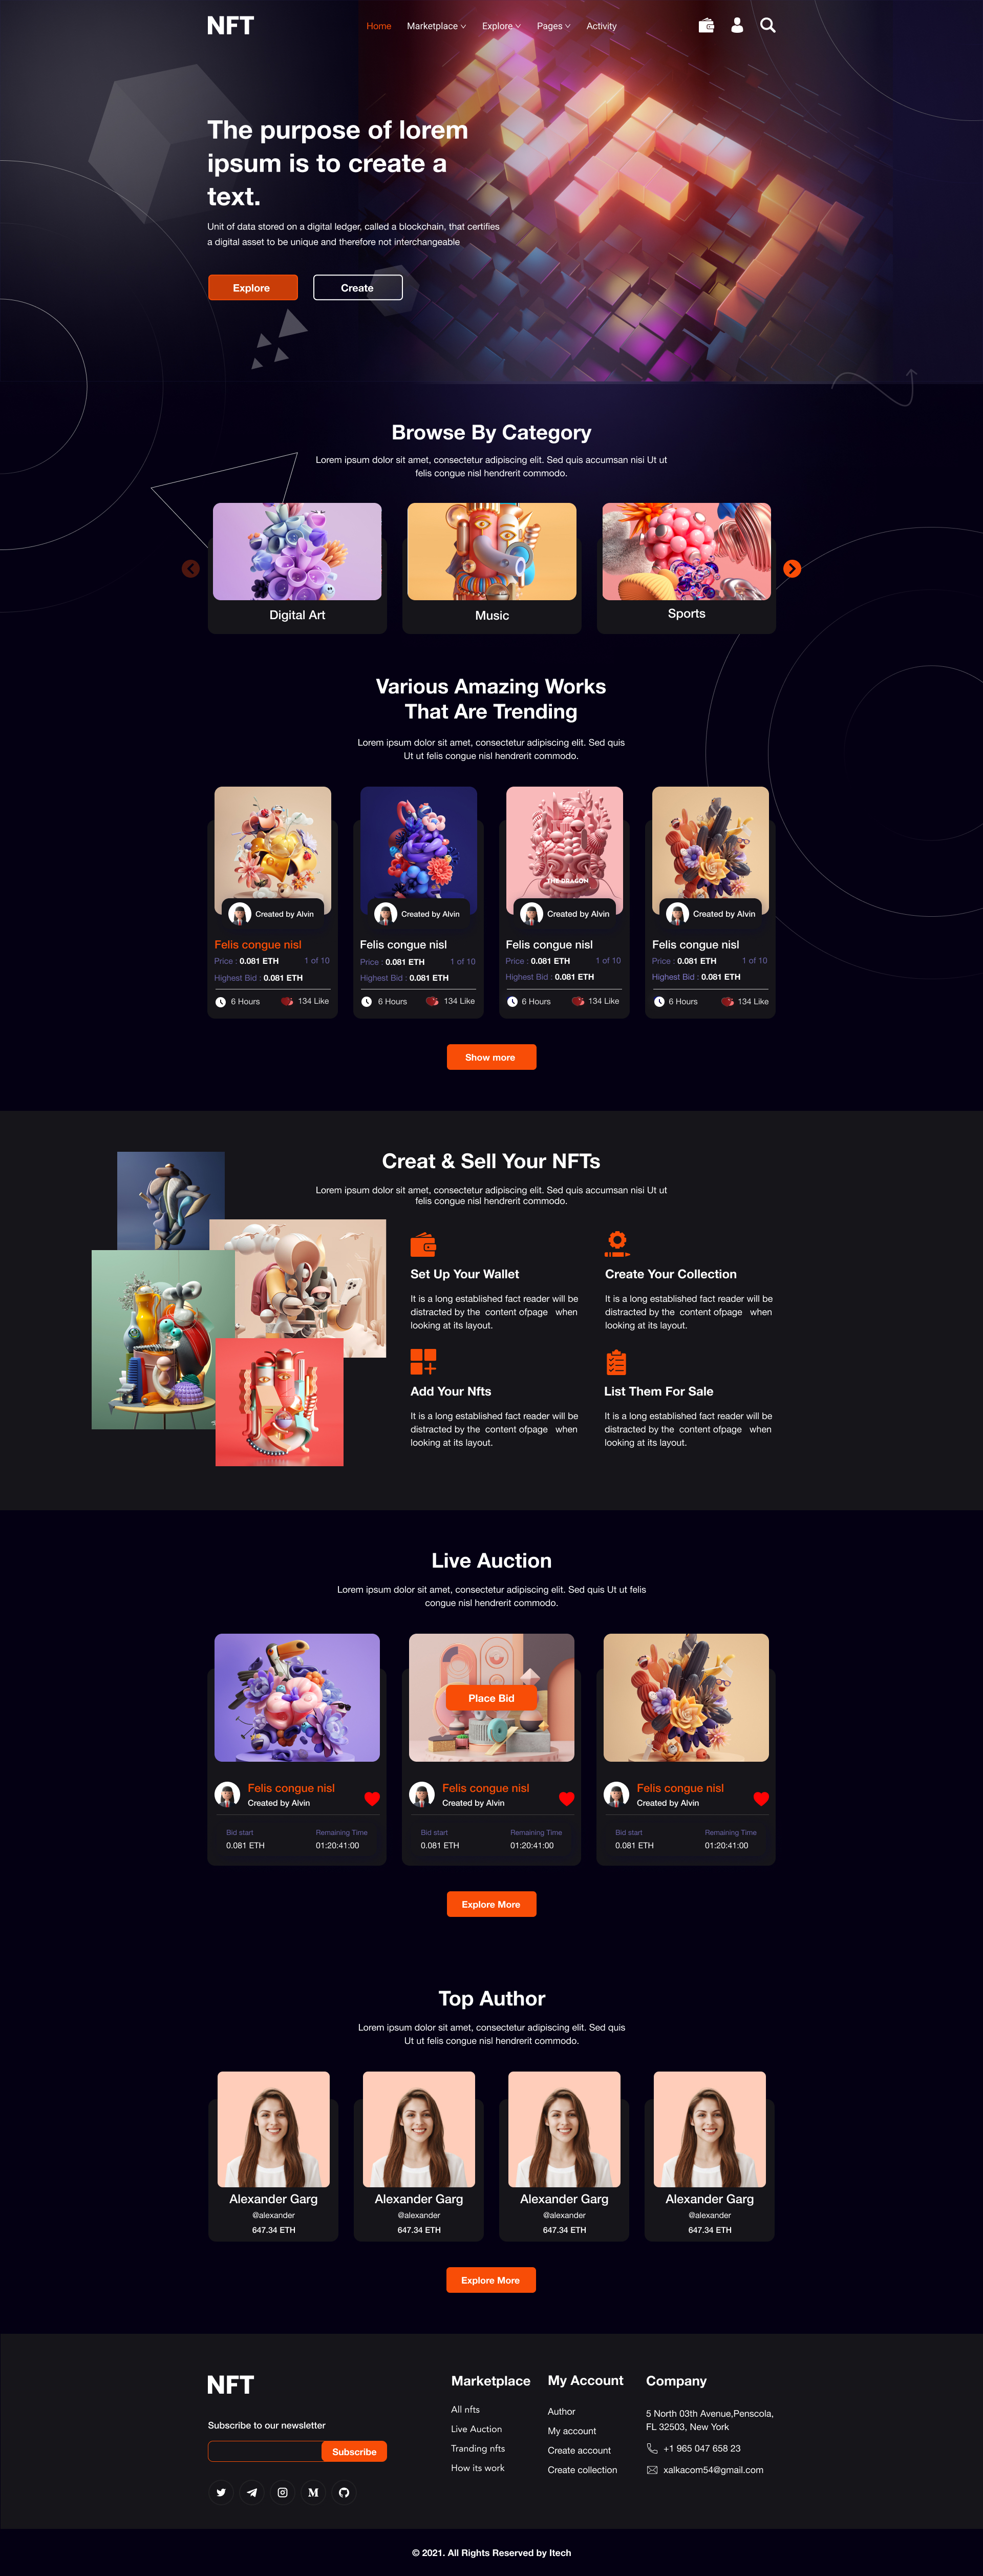 NFT
Home Marketplace Explore Pages Activity
The purpose of lorem
ipsum is to create a
text.
Unit of data stored on a digital ledger, called a blockchain, that certifies
a digital asset to be unique and therefore not interchangeable
Explore Create
Browse By Category
Lorem ipsum dolor sit amet, consectetur adipiscing elit. Sed quis accumsan nisi Ut ut
felis congue nisl hendrerit commodo.
Digital Art Music Sports
Various Amazing Works
That Are Trending
Lorem ipsum dolor sit amet, consectetur adipiscing elit. Sed quis
Ut ut felis congue nisl hendrerit commodo.
THE DRAGON
Created by Alvin Created by Alvin Created by Alvin Created by Alvin
Felis congue nisl Felis congue nisl Felis congue nisl Felis congue nisl
Price : 0.081 ETH 1 of 10 Price : 0.081 ETH 1 of 10 Price : 0.081 ETH 1 of 10 Price : 0.081 ETH 1 of 10
Highest Bid : 0.081 ETH Highest Bid : 0.081 ETH Highest Bid : 0.081 ETH Highest Bid : 0.081 ETH
6 Hours 134 Like 6 Hours 134 Like 6 Hours 134 Like 6 Hours 134 Like
Show more
Creat & Sell Your NFTs
Lorem ipsum dolor sit amet, consectetur adipiscing elit. Sed quis accumsan nisi Ut ut
felis congue nisl hendrerit commodo.
Set Up Your Wallet
It is a long established fact reader will be
distracted by the content ofpage when
looking at its layout.
Create Your Collection
It is a long established fact reader will be
distracted by the content ofpage when
looking at its layout.
Add Your Nfts
It is a long established fact reader will be
distracted by the content ofpage when
looking at its layout.
List Them For Sale
It is a long established fact reader will be
distracted by the content ofpage when
looking at its layout.
Live Auction
Lorem ipsum dolor sit amet, consectetur adipiscing elit. Sed quis Ut ut felis
congue nisl hendrerit commodo.
Place Bid
Felis congue nisl Felis congue nisl Felis congue nisl
Created by Alvin Created by Alvin Created by Alvin
Bid start Remaining Time Bid start Remaining Time Bid start Remaining Time
0.081 ETH 01:20:41:00 0.081 ETH 01:20:41:00 0.081 ETH 01:20:41:00
Explore More
Top Author
Lorem ipsum dolor sit amet, consectetur adipiscing elit. Sed quis
Ut ut felis congue nisl hendrerit commodo.
Alexander Garg Alexander Garg Alexander Garg Alexander Garg
@alexander @alexander @alexander @alexander
647.34 ETH 647.34 ETH 647.34 ETH 647.34 ETH
Explore More
NFT
Subscribe to our newsletter
Subscribe
Marketplace
All nfts
Live Auction
Tranding nfts
How its work
My Account
Author
My account
Create account
Create collection
Company
5 North 03th Avenue,Penscola,
FL 32503, New York
+1 965 047 658 23
xalkacom54@gmail.com
© 2021. All Rights Reserved by Itech